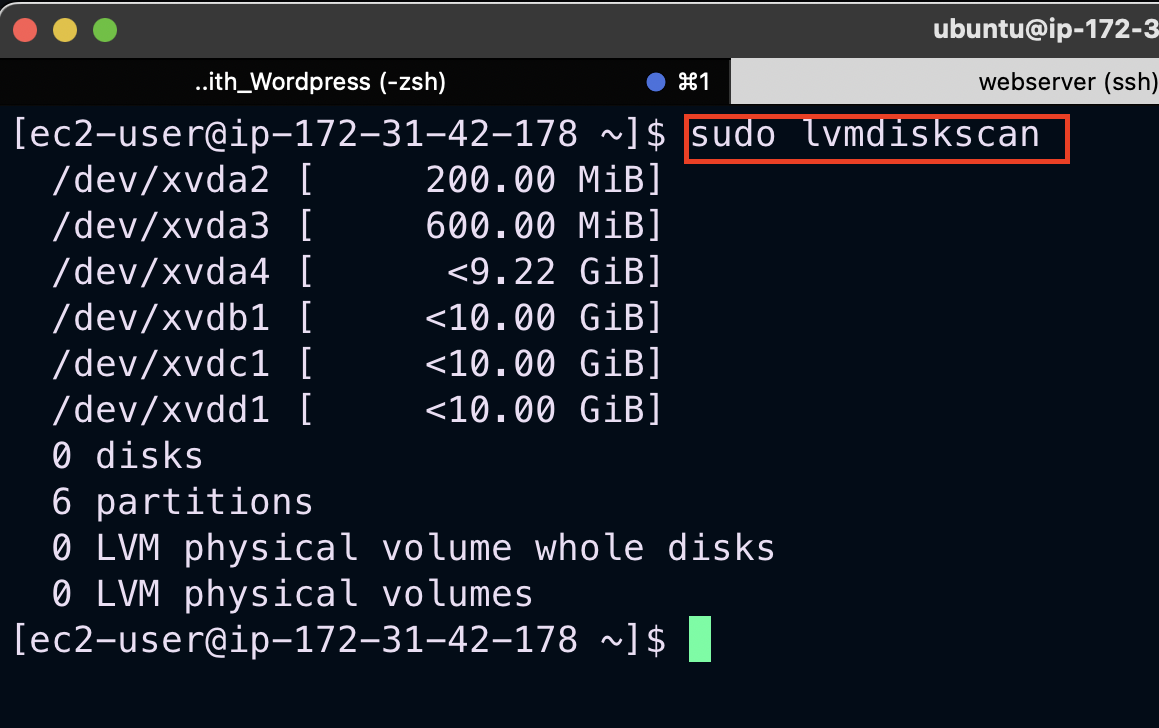 ubuntu@ip-172-3
..ith_Wordpress (-zsh) ⌘1 webserver (ssh)
[ec2-user@ip-172-31-42-178 ~]$ sudo lvmdiskscan
  /dev/xvda2 [     200.00 MiB]
  /dev/xvda3 [     600.00 MiB]
  /dev/xvda4 [      <9.22 GiB]
  /dev/xvdb1 [     <10.00 GiB]
  /dev/xvdc1 [     <10.00 GiB]
  /dev/xvdd1 [     <10.00 GiB]
  0 disks
  6 partitions
  0 LVM physical volume whole disks
  0 LVM physical volumes
[ec2-user@ip-172-31-42-178 ~]$